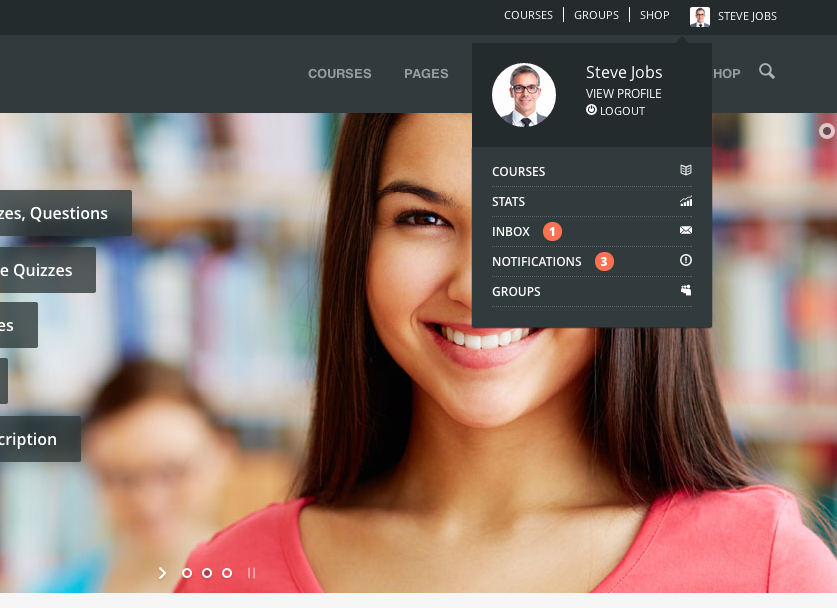 COURSES GROUPS SHOP STEVE JOBS
COURSES PAGES HOP
Steve Jobs
VIEW PROFILE
LOGOUT
COURSES
STATS
INBOX 1
NOTIFICATIONS 3
GROUPS
zes, Questions
e Quizzes
es
cription